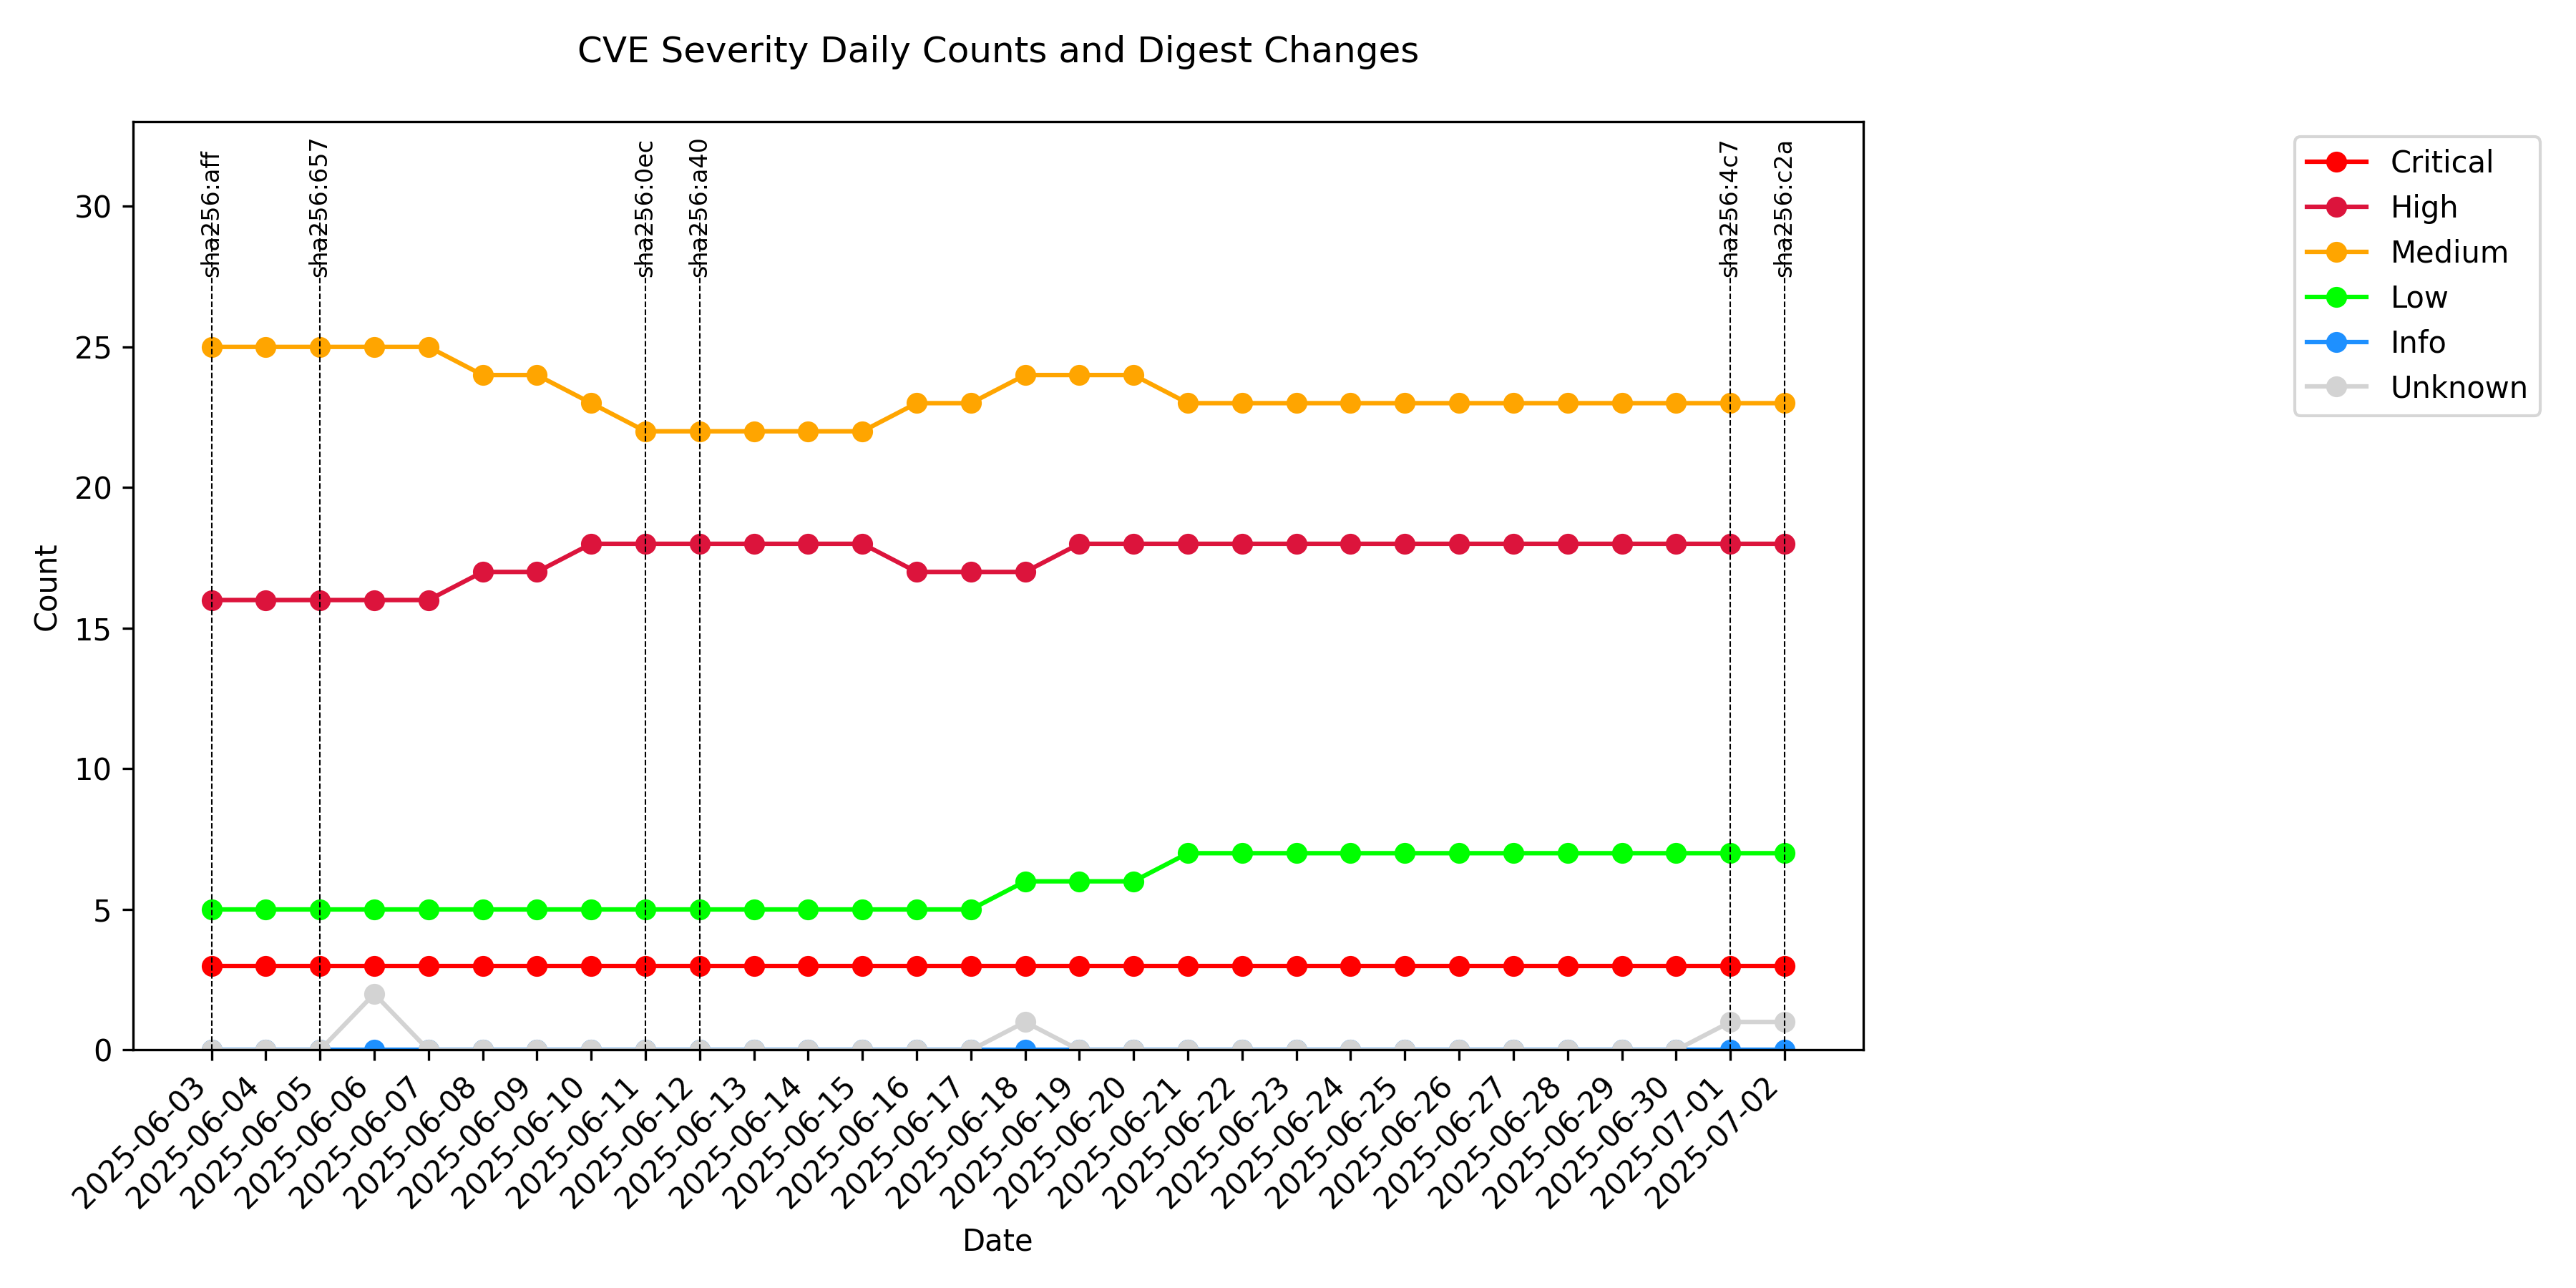 CVE Severity Daily Counts and Digest Changes
sha256:aff
sha256:657
sha256:0ec
sha256:a40
sha256:4c7
sha256:c2a
Critical
High
Medium
Low
Info
Unknown
30
25
20
15
10
5
0
Count
2025-06-03
2025-06-04
2025-06-05
2025-06-06
2025-06-07
2025-06-08
2025-06-09
2025-06-10
2025-06-11
2025-06-12
2025-06-13
2025-06-14
2025-06-15
2025-06-16
2025-06-17
2025-06-18
2025-06-19
2025-06-20
2025-06-21
2025-06-22
2025-06-23
2025-06-24
2025-06-25
2025-06-26
2025-06-27
2025-06-28
2025-06-29
2025-06-30
2025-07-01
2025-07-02
Date